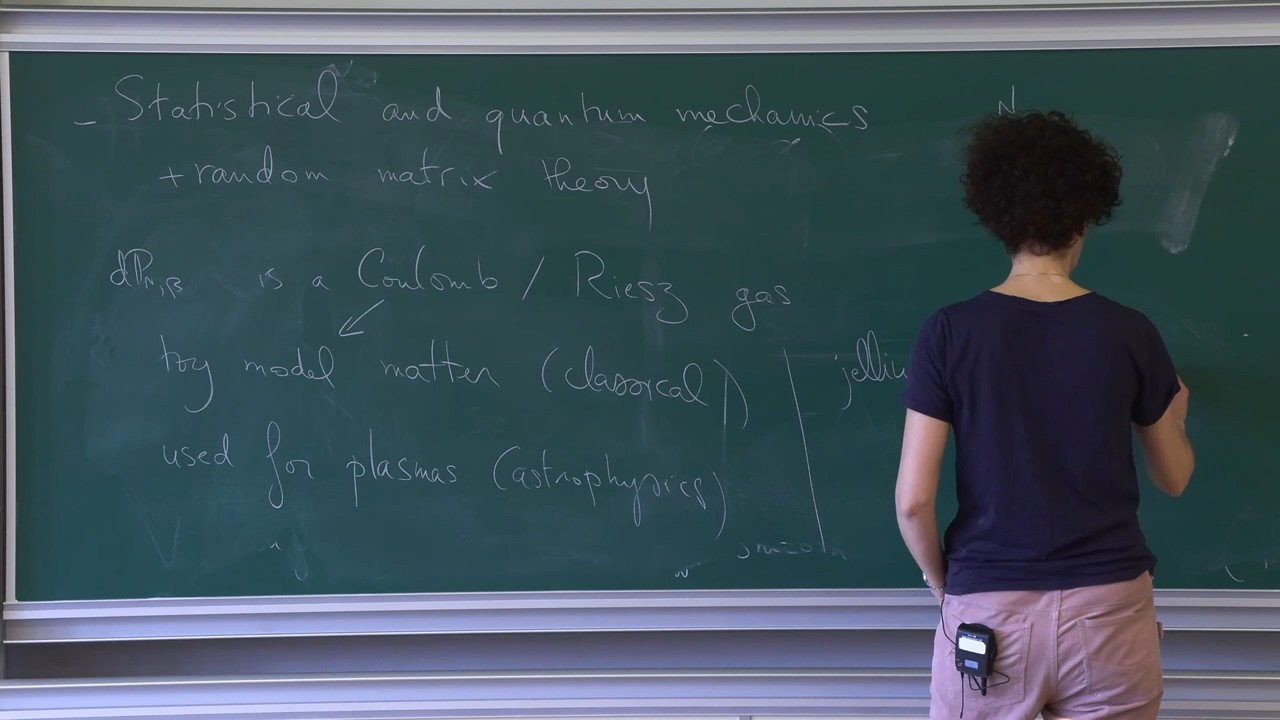 - Statistical and quantum mechanics
+ random matrix theory
dP_{N,β} is a Coulomb / Riesz gas
toy model matter (classical)
used for plasmas (astrophysics)
N